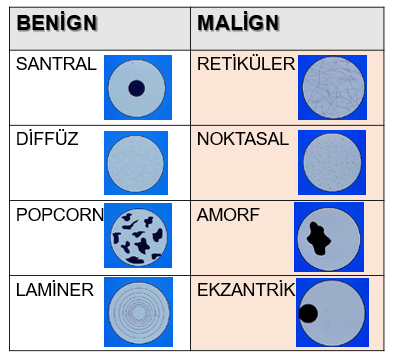 BENİGN MALİGN
SANTRAL RETİKÜLER
DİFFÜZ NOKTASAL
POPCORN AMORF
LAMİNER EKZANTRİK